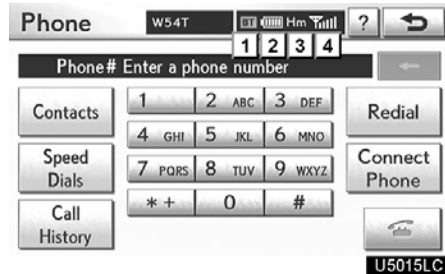 Phone W54T BT Hm ?
1 2 3 4
Phone# Enter a phone number
Contacts
Speed Dials
Call History
1 2 ABC 3 DEF
4 GHI 5 JKL 6 MNO
7 PQRS 8 TUV 9 WXYZ
* + 0 #
Redial
Connect Phone
U5015LC